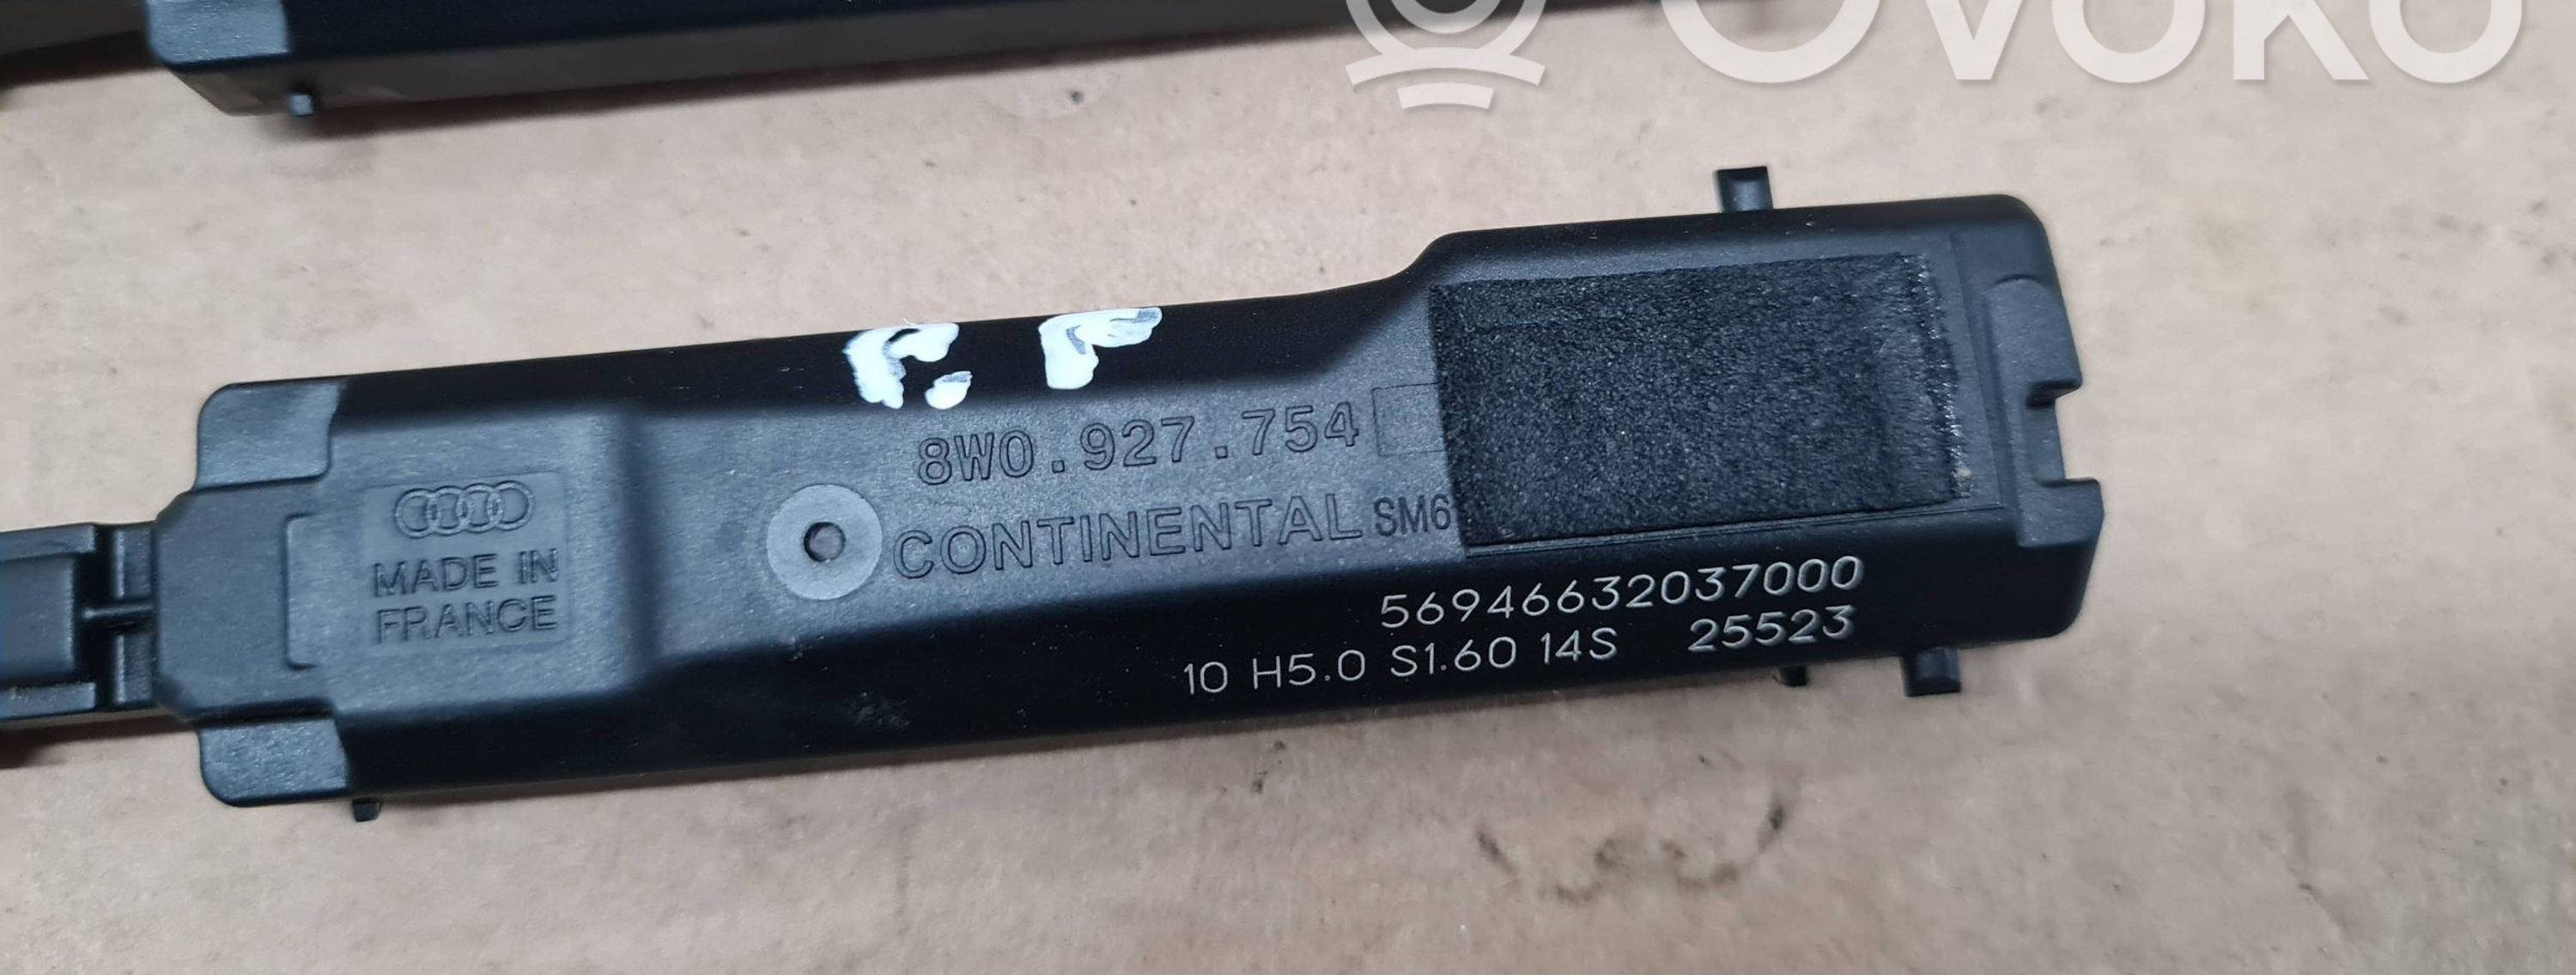 OVOKO
8W0.927.754
CONTINENTAL SM6
MADE IN
FRANCE
56946632037000
10 H5.0 S1.60 14S 25523